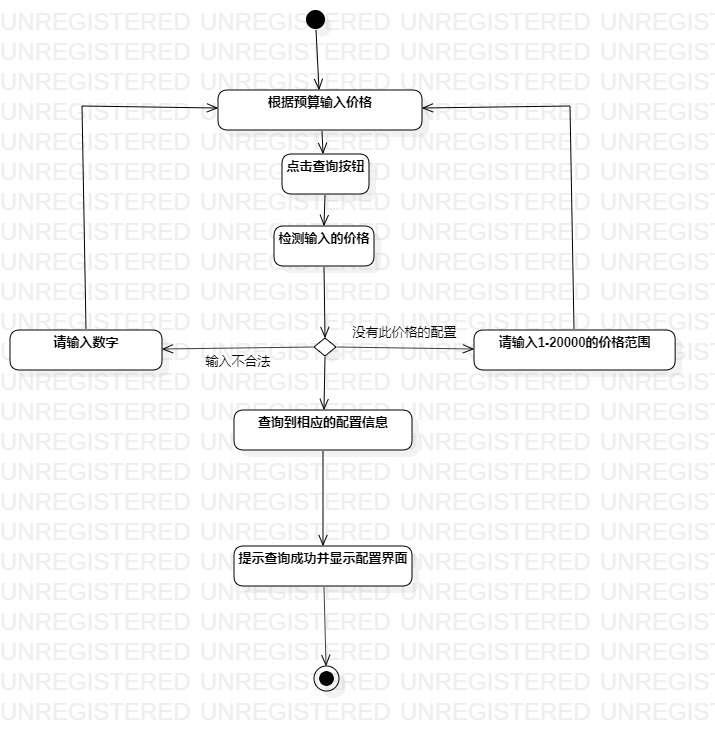 根据预算输入价格
点击查询按钮
检测输入的价格
没有此价格的配置
请输入数字
请输入1-20000的价格范围
输入不合法
查询到相应的配置信息
提示查询成功并显示配置界面
UNREGISTERED